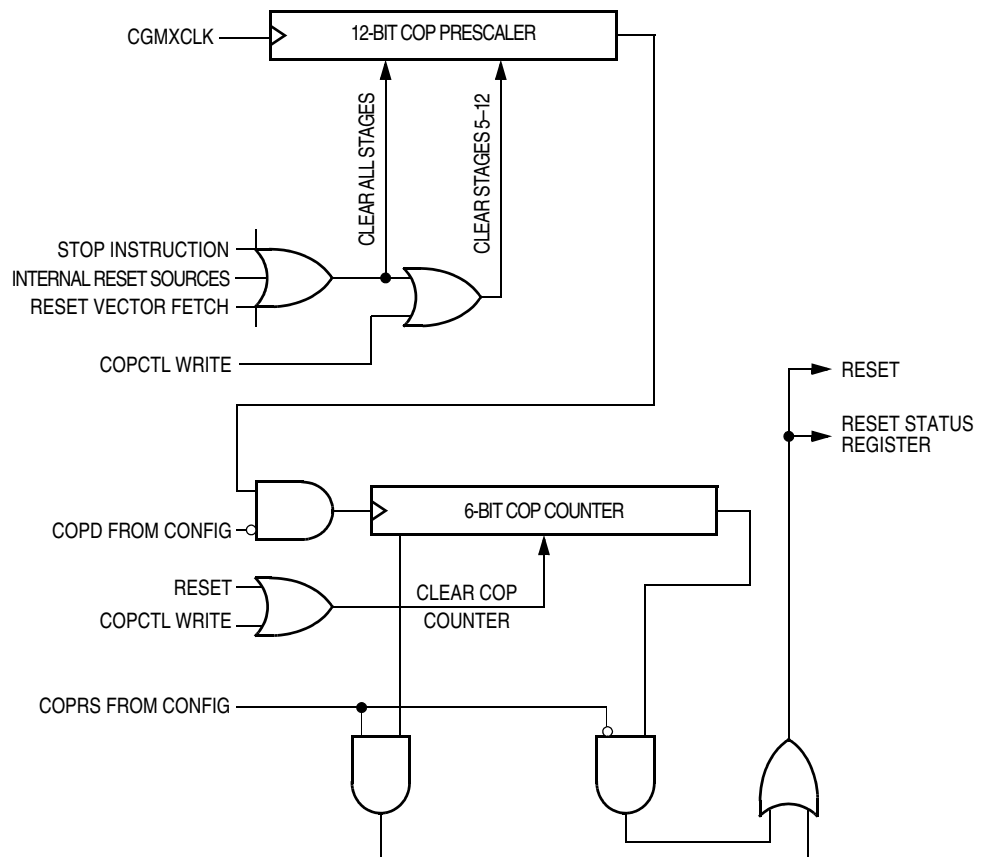 12-BIT COP PRESCALER
CGMXCLK
CLEAR ALL STAGES
CLEAR STAGES 5–12
STOP INSTRUCTION
INTERNAL RESET SOURCES
RESET VECTOR FETCH
COPCTL WRITE
RESET
RESET STATUS
REGISTER
6-BIT COP COUNTER
COPD FROM CONFIG
RESET
CLEAR COP
COUNTER
COPCTL WRITE
COPRS FROM CONFIG